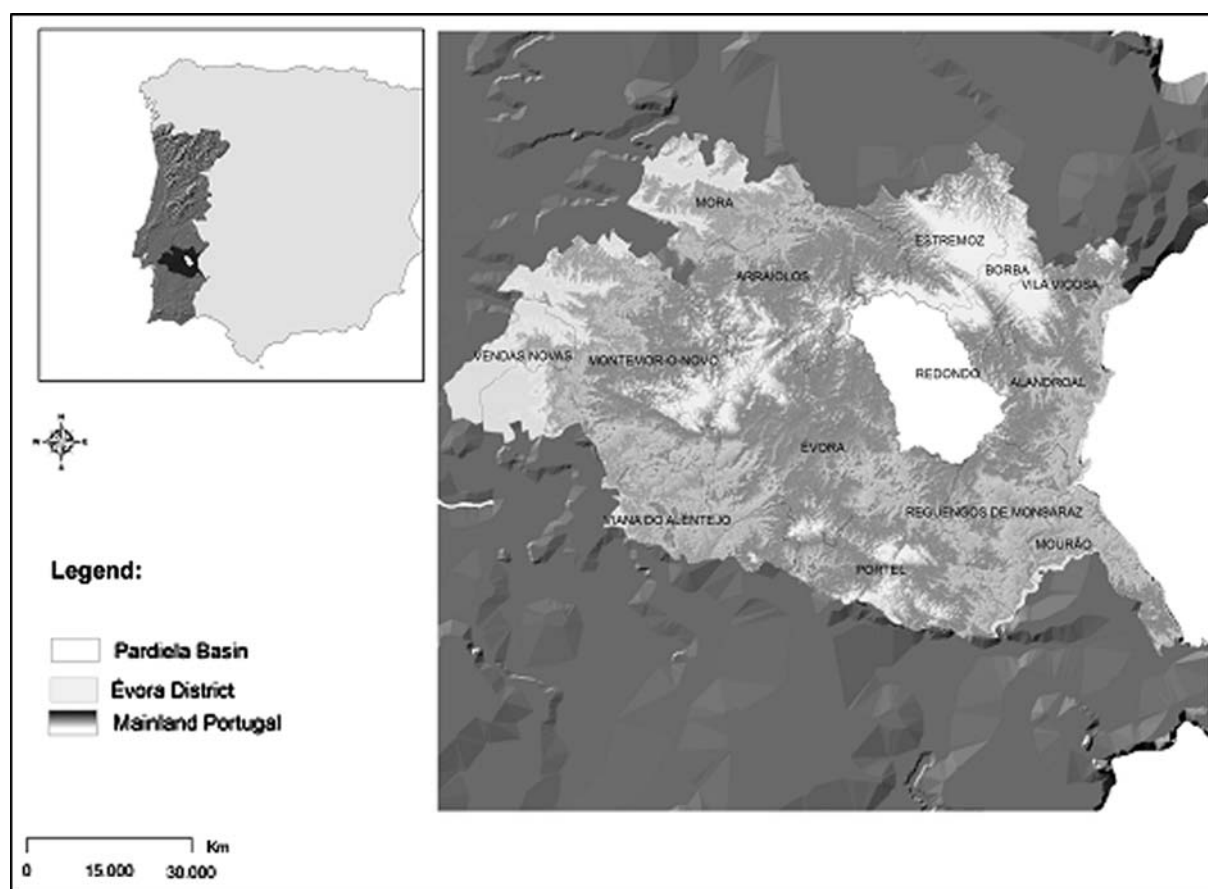 MORA
ESTREMOZ
BORBA
VILA VIÇOSA
ARRAIOLOS
VENDAS NOVAS
MONTEMOR-O-NOVO
REDONDO
ALANDROAL
ÉVORA
VIANA DO ALENTEJO
REGUENGOS DE MONSARAZ
MOURÃO
PORTEL
N
E
S
Legend:
Pardiela Basin
Évora District
Mainland Portugal
Km
0 15.000 30.000